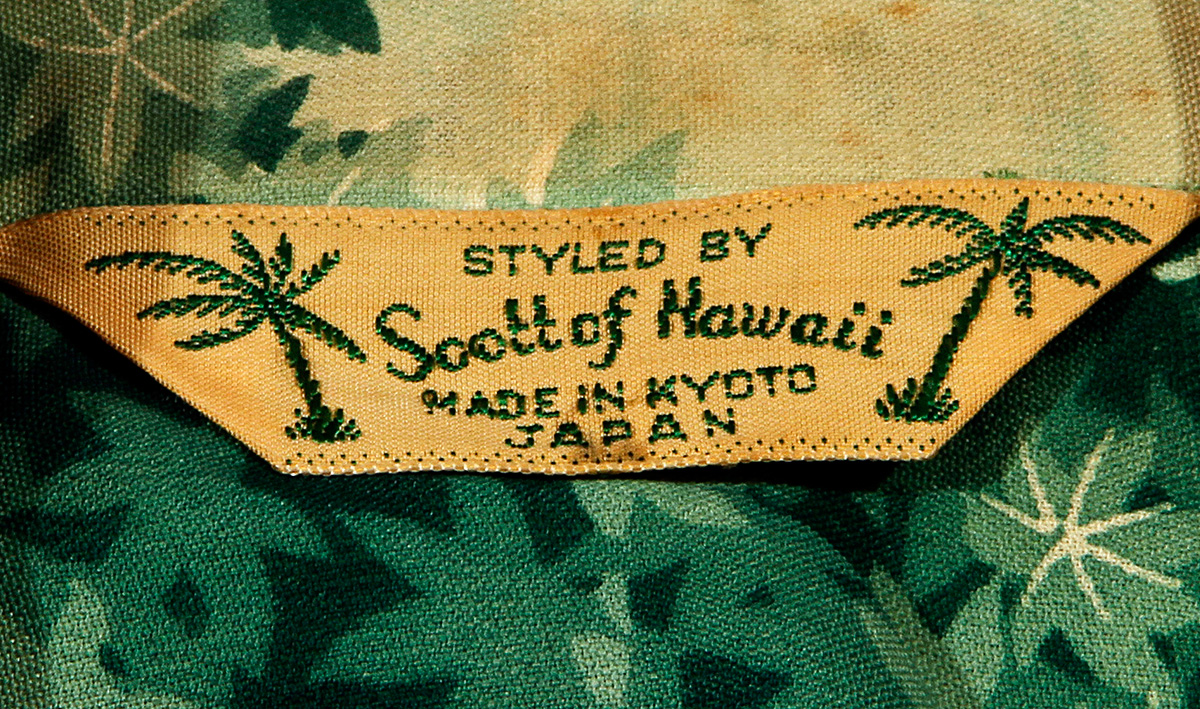 STYLED BY
Scott of Hawaii
MADE IN KYOTO
JAPAN